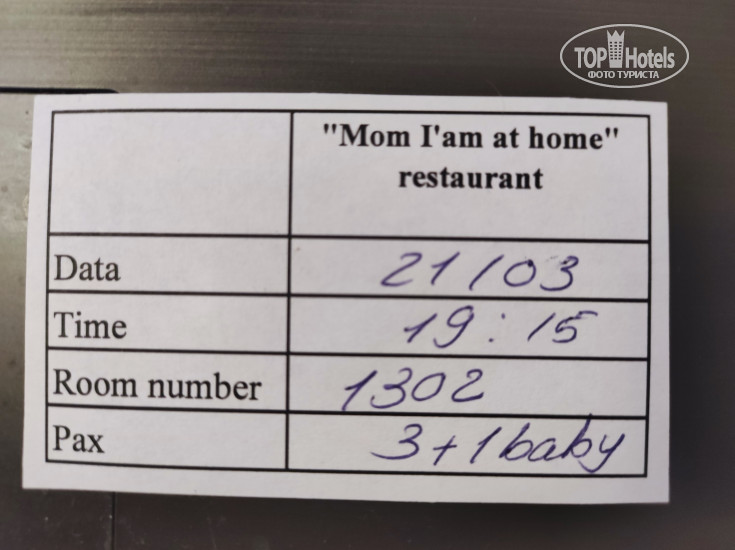 TOP Hotels
ФОТО ТУРИСТА
"Mom I'am at home"
restaurant
Data 21/03
Time 19:15
Room number 1302
Pax 3+1baby